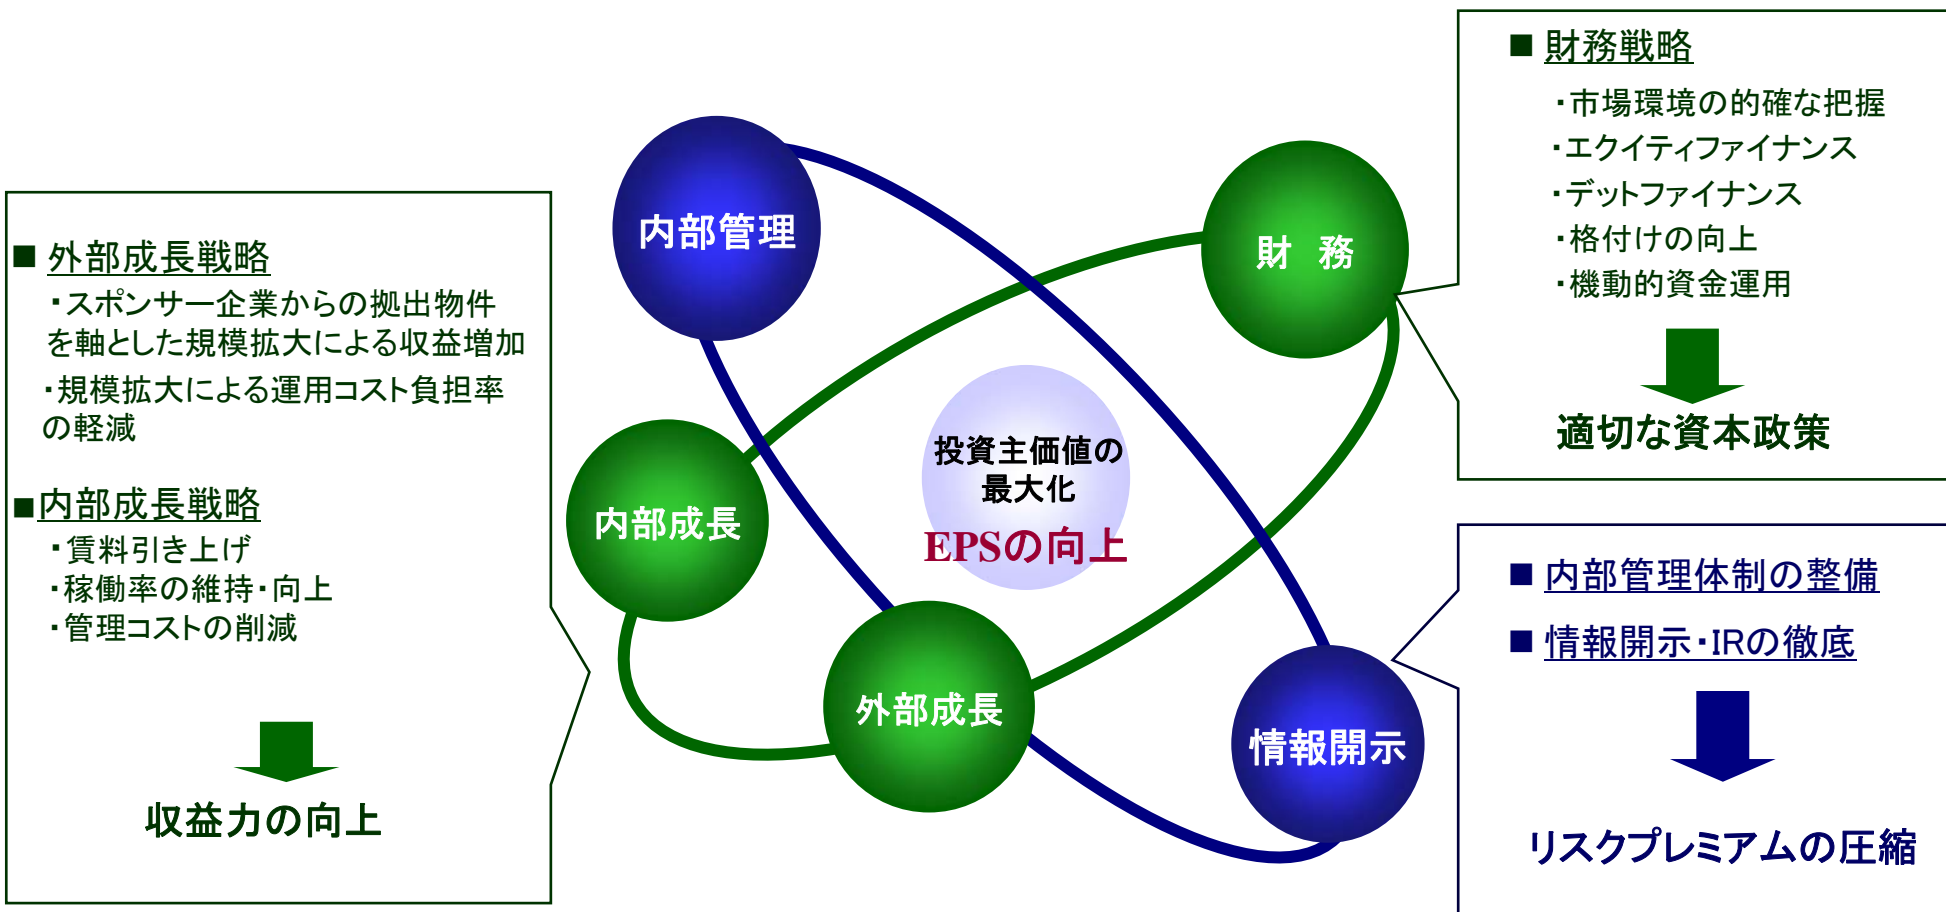 ■ 外部成長戦略
・スポンサー企業からの拠出物件
を軸とした規模拡大による収益増加
・規模拡大による運用コスト負担率
の軽減
■内部成長戦略
・賃料引き上げ
・稼働率の維持・向上
・管理コストの削減
収益力の向上
内部管理
財 務
内部成長
投資主価値の
最大化
EPSの向上
外部成長
情報開示
■ 財務戦略
・市場環境の的確な把握
・エクイティファイナンス
・デットファイナンス
・格付けの向上
・機動的資金運用
適切な資本政策
■ 内部管理体制の整備
■ 情報開示・IRの徹底
リスクプレミアムの圧縮